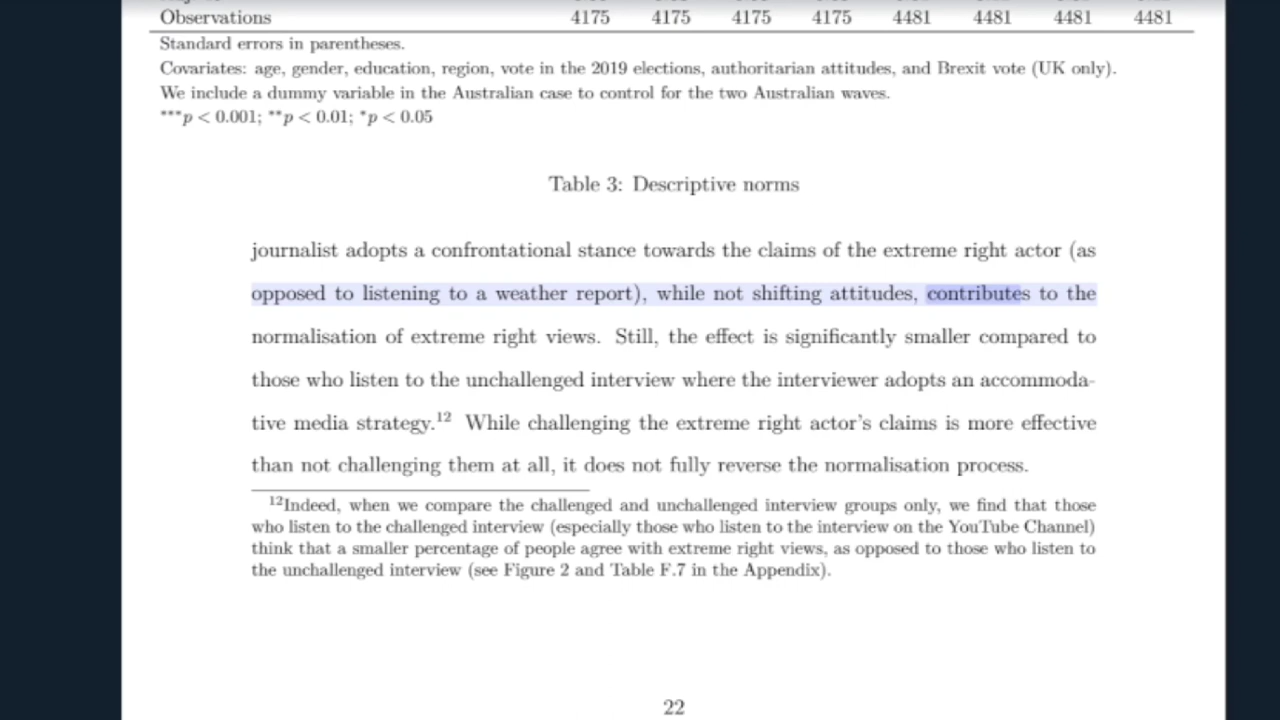 Observations 4175 4175 4175 4175 4481 4481 4481 4481
Standard errors in parentheses.
Covariates: age, gender, education, region, vote in the 2019 elections, authoritarian attitudes, and Brexit vote (UK only).
We include a dummy variable in the Australian case to control for the two Australian waves.
***p < 0.001; **p < 0.01; *p < 0.05
Table 3: Descriptive norms
journalist adopts a confrontational stance towards the claims of the extreme right actor (as
opposed to listening to a weather report), while not shifting attitudes, contributes to the
normalisation of extreme right views. Still, the effect is significantly smaller compared to
those who listen to the unchallenged interview where the interviewer adopts an accommoda-
tive media strategy.12 While challenging the extreme right actor's claims is more effective
than not challenging them at all, it does not fully reverse the normalisation process.
12Indeed, when we compare the challenged and unchallenged interview groups only, we find that those
who listen to the challenged interview (especially those who listen to the interview on the YouTube Channel)
think that a smaller percentage of people agree with extreme right views, as opposed to those who listen to
the unchallenged interview (see Figure 2 and Table F.7 in the Appendix).
22